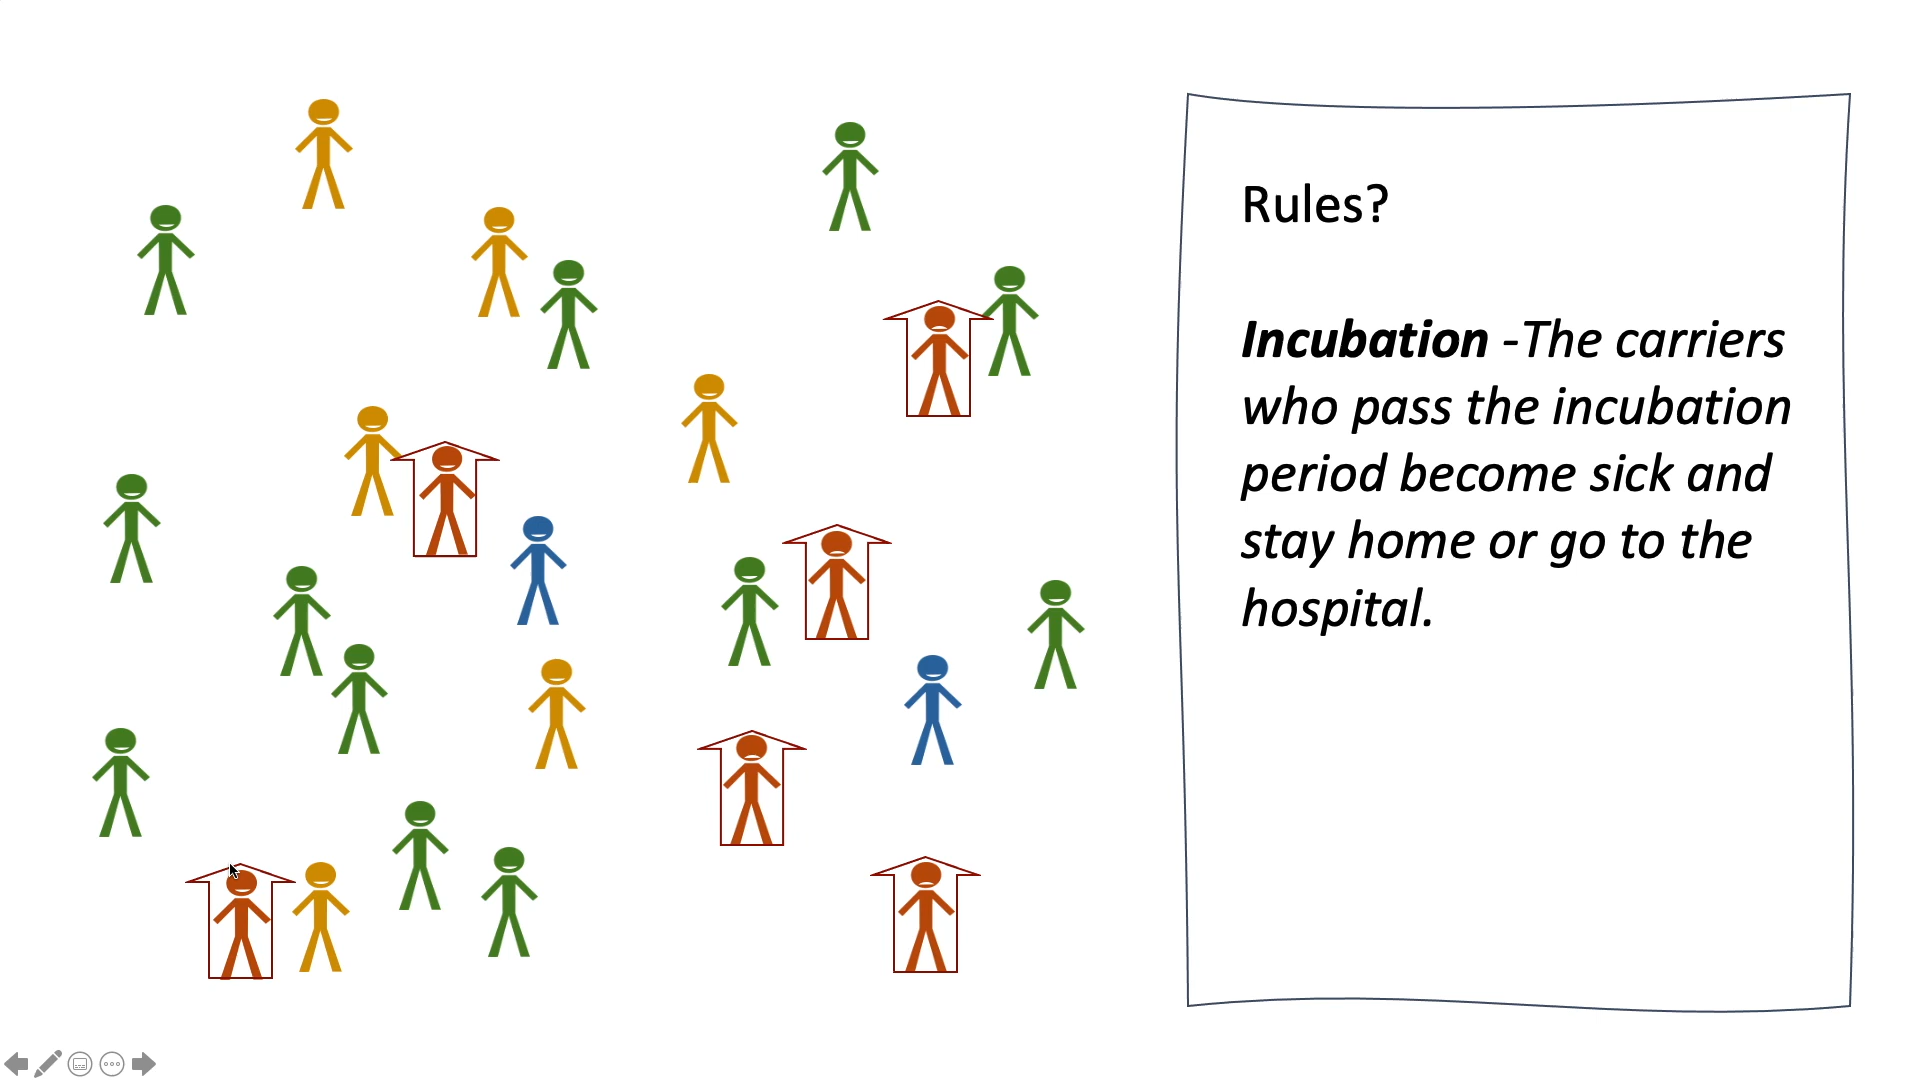 Rules?
Incubation -The carriers
who pass the incubation
period become sick and
stay home or go to the
hospital.